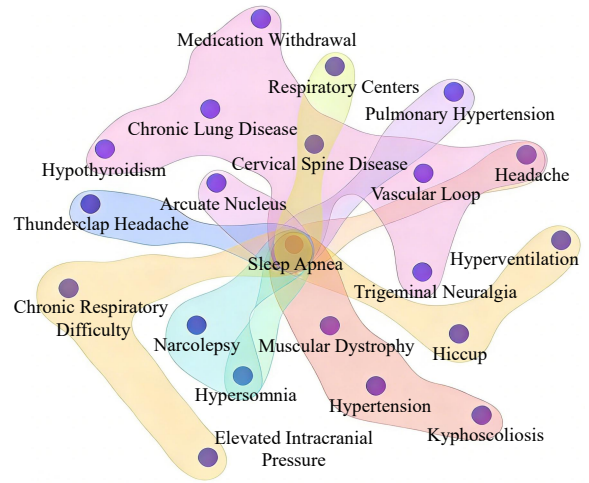 Medication Withdrawal
Respiratory Centers
Pulmonary Hypertension
Chronic Lung Disease
Cervical Spine Disease
Hypothyroidism
Headache
Vascular Loop
Arcuate Nucleus
Thunderclap Headache
Hyperventilation
Sleep Apnea
Trigeminal Neuralgia
Chronic Respiratory
Difficulty
Narcolepsy
Muscular Dystrophy
Hiccup
Hypersomnia
Hypertension
Kyphoscoliosis
Elevated Intracranial
Pressure